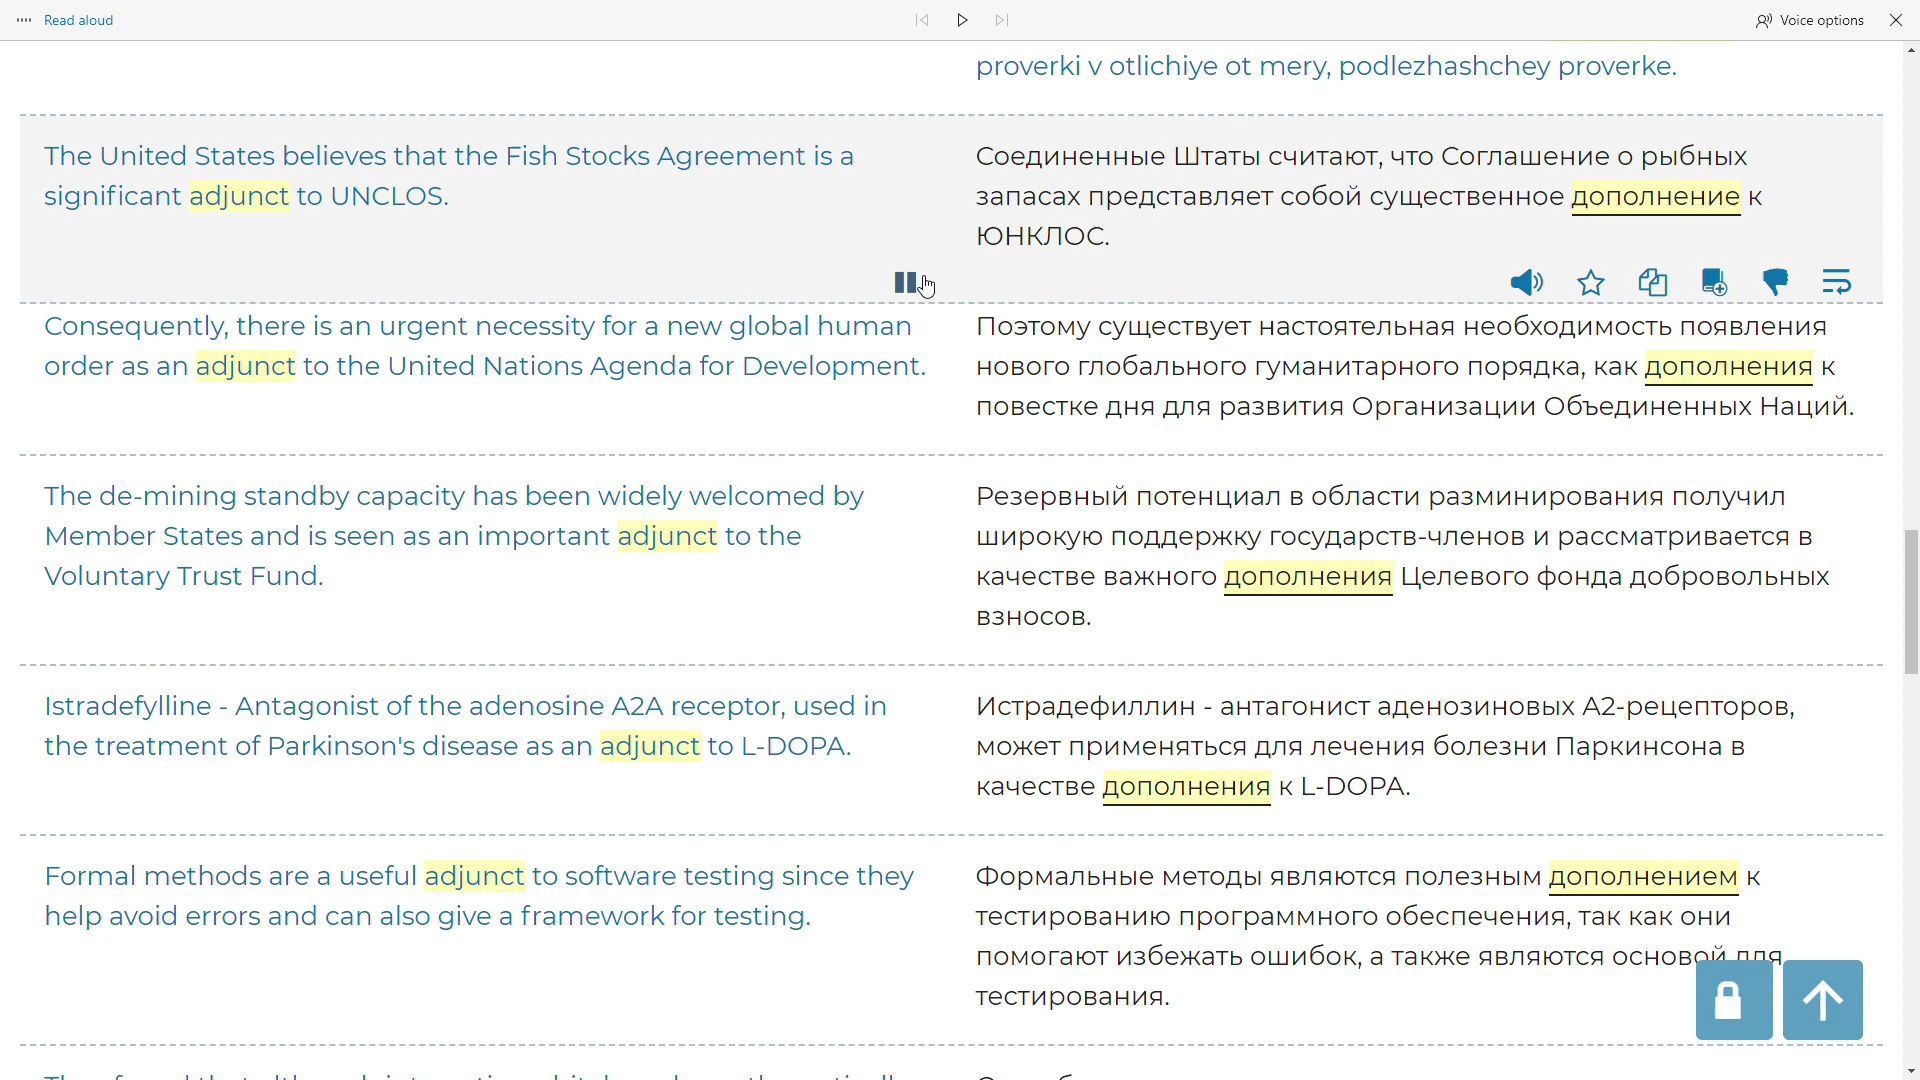 Read aloud
Voice options
proverki v otlichiye ot mery, podlezhashchey proverke.
The United States believes that the Fish Stocks Agreement is a
significant adjunct to UNCLOS.
Соединенные Штаты считают, что Соглашение о рыбных
запасах представляет собой существенное дополнение к
ЮНКЛОС.
Consequently, there is an urgent necessity for a new global human
order as an adjunct to the United Nations Agenda for Development.
Поэтому существует настоятельная необходимость появления
нового глобального гуманитарного порядка, как дополнения к
повестке дня для развития Организации Объединенных Наций.
The de-mining standby capacity has been widely welcomed by
Member States and is seen as an important adjunct to the
Voluntary Trust Fund.
Резервный потенциал в области разминирования получил
широкую поддержку государств-членов и рассматривается в
качестве важного дополнения Целевого фонда добровольных
взносов.
Istradefylline - Antagonist of the adenosine A2A receptor, used in
the treatment of Parkinson's disease as an adjunct to L-DOPA.
Истрадефиллин - антагонист аденозиновых А2-рецепторов,
может применяться для лечения болезни Паркинсона в
качестве дополнения к L-DOPA.
Formal methods are a useful adjunct to software testing since they
help avoid errors and can also give a framework for testing.
Формальные методы являются полезным дополнением к
тестированию программного обеспечения, так как они
помогают избежать ошибок, а также являются основой для
тестирования.